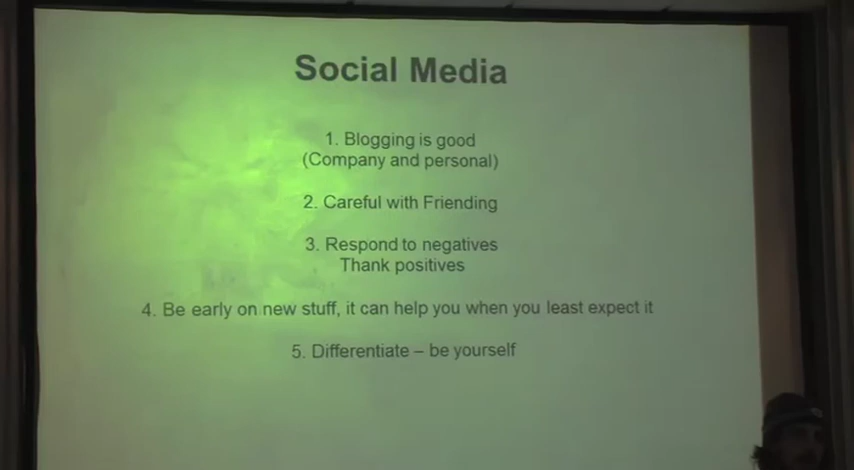 Social Media
1. Blogging is good
(Company and personal)
2. Careful with Friending
3. Respond to negatives
Thank positives
4. Be early on new stuff, it can help you when you least expect it
5. Differentiate – be yourself